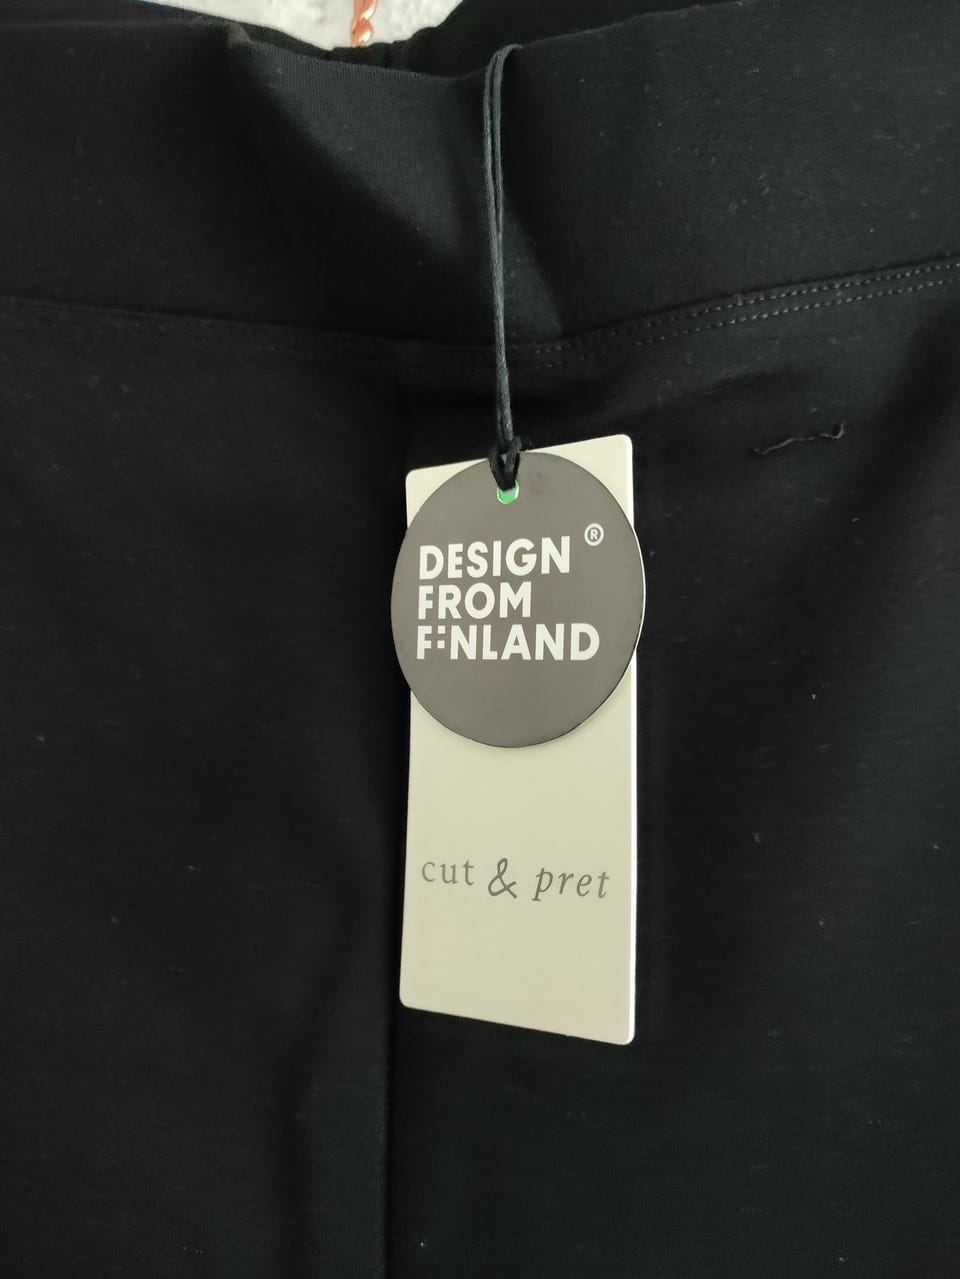 DESIGN ®
FROM
F::NLAND
cut & pret